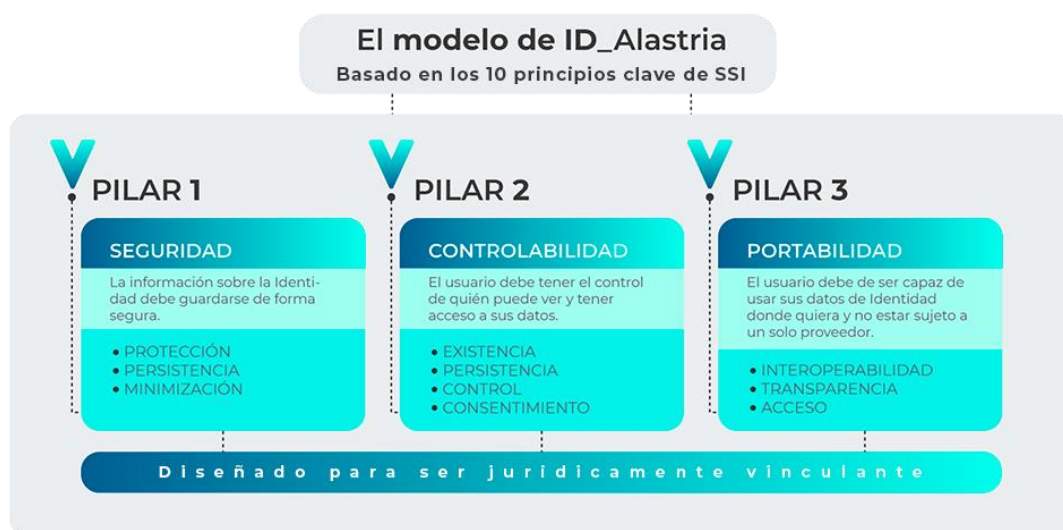 El modelo de ID_Alastria
Basado en los 10 principios clave de SSI
PILAR 1
SEGURIDAD
La información sobre la Identi-
dad debe guardarse de forma
segura.
• PROTECCIÓN
• PERSISTENCIA
• MINIMIZACIÓN
PILAR 2
CONTROLABILIDAD
El usuario debe tener el control
de quién puede ver y tener
acceso a sus datos.
• EXISTENCIA
• PERSISTENCIA
• CONTROL
• CONSENTIMIENTO
PILAR 3
PORTABILIDAD
El usuario debe de ser capaz de
usar sus datos de Identidad
donde quiera y no estar sujeto a
un solo proveedor.
• INTEROPERABILIDAD
• TRANSPARENCIA
• ACCESO
Diseñado para ser juridicamente vinculante